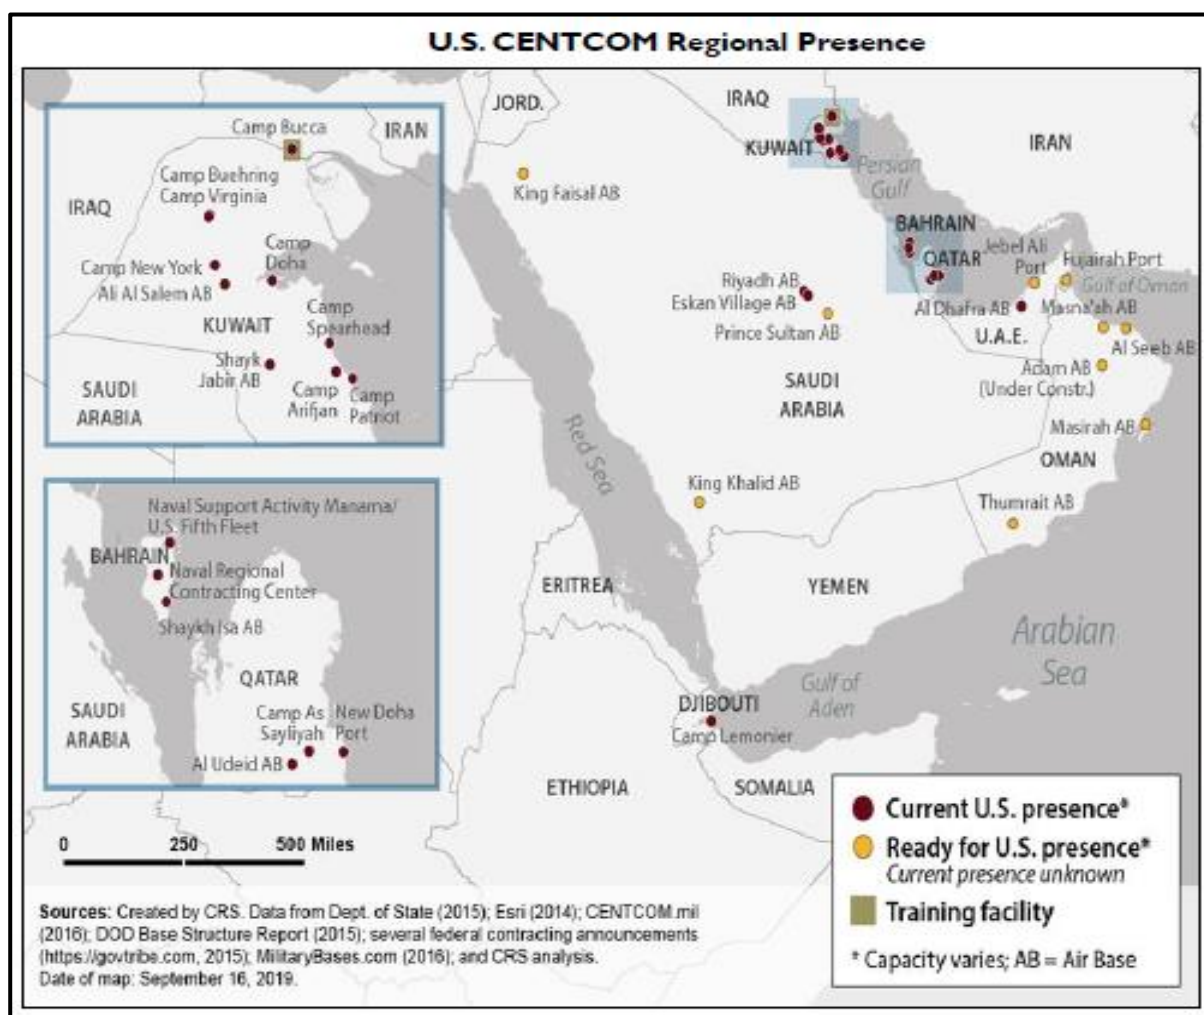 U.S. CENTCOM Regional Presence
Camp Bucca
IRAN
Camp Buehring
Camp Virginia
IRAQ
Camp
Doha
Camp New York
Ali Al Salem AB
KUWAIT
Camp
Spearhead
Shayk
Jabir AB
SAUDI
ARABIA
Camp
Arifjan
Camp
Patriot
Naval Support Activity Manama/
U.S. Fifth Fleet
BAHRAIN
Naval Regional
Contracting Center
Shaykh Isa AB
QATAR
SAUDI
ARABIA
Camp As
Sayliyah
New Doha
Port
Al Udeid AB
JORD.
IRAQ
KUWAIT
IRAN
Persian
Gulf
King Faisal AB
BAHRAIN
QATAR
Jebel Ali
Port
Fujairah Port
Gulf of Oman
Riyadh AB
Eskan Village AB
Prince Sultan AB
Al Dhafra AB
Masna'ah AB
U.A.E.
Al Seeb AB
Adam AB
(Under Constr.)
SAUDI
ARABIA
Masirah AB
Red Sea
OMAN
King Khalid AB
Thumrait AB
ERITREA
YEMEN
Arabian
Sea
DJIBOUTI
Gulf of
Aden
Camp Lemonier
ETHIOPIA
SOMALIA
0 250 500 Miles
Current U.S. presence*
Ready for U.S. presence*
Current presence unknown
Training facility
* Capacity varies; AB = Air Base
Sources: Created by CRS. Data from Dept. of State (2015); Esri (2014); CENTCOM.mil
(2016); DOD Base Structure Report (2015); several federal contracting announcements
(https://govtribe.com, 2015); MilitaryBases.com (2016); and CRS analysis.
Date of map: September 16, 2019.